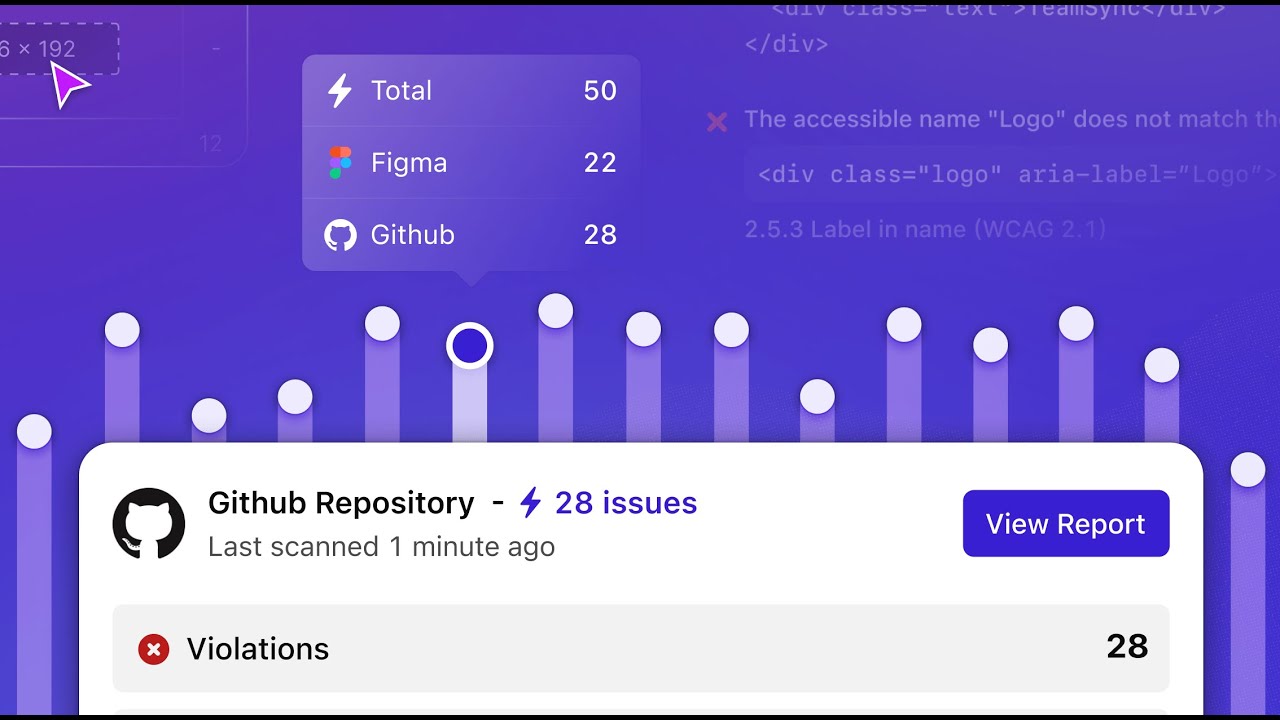 6 × 192
-
12
Total 50
Figma 22
Github 28
<div class="text">TeamSync</div>
</div>
The accessible name "Logo" does not match
<div class="logo" aria-label="Logo">
2.5.3 Label in name (WCAG 2.1)
Github Repository - 28 issues
Last scanned 1 minute ago
View Report
Violations 28